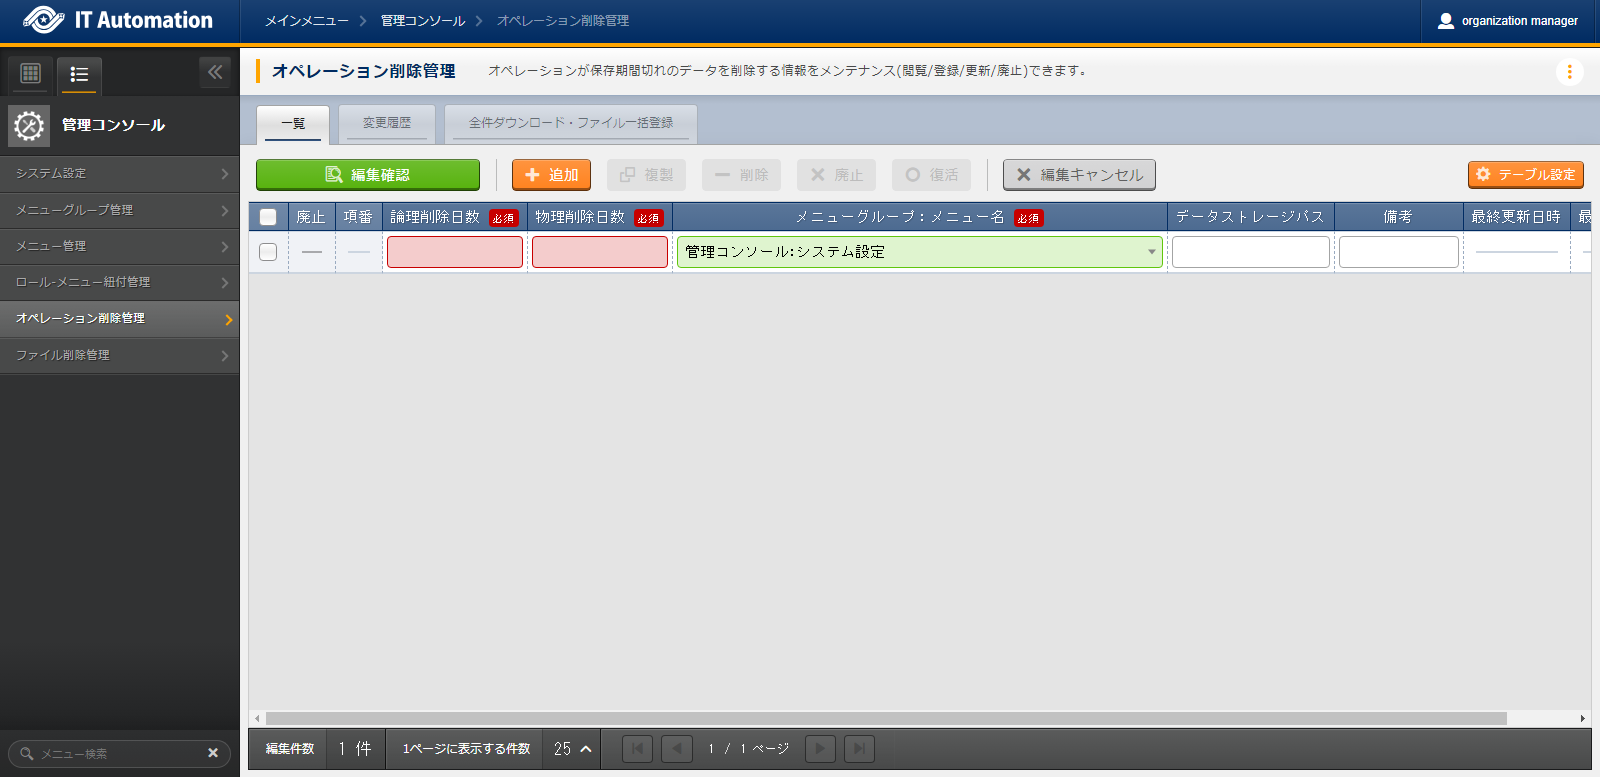 IT Automation
メインメニュー
管理コンソール
オペレーション削除管理
organization manager
管理コンソール
システム設定
メニューグループ管理
メニュー管理
ロール-メニュー紐付管理
オペレーション削除管理
ファイル削除管理
メニュー検索
オペレーション削除管理
オペレーションが保存期間切れのデータを削除する情報をメンテナンス(閲覧/登録/更新/廃止)できます。
一覧
変更履歴
全件ダウンロード・ファイル一括登録
編集確認
追加
複製
削除
廃止
復活
編集キャンセル
テーブル設定
廃止
項番
論理削除日数 必須
物理削除日数 必須
メニューグループ：メニュー名 必須
データストレージパス
備考
最終更新日時
最
管理コンソール:システム設定
編集件数
1 件
1ページに表示する件数
25
1 / 1 ページ